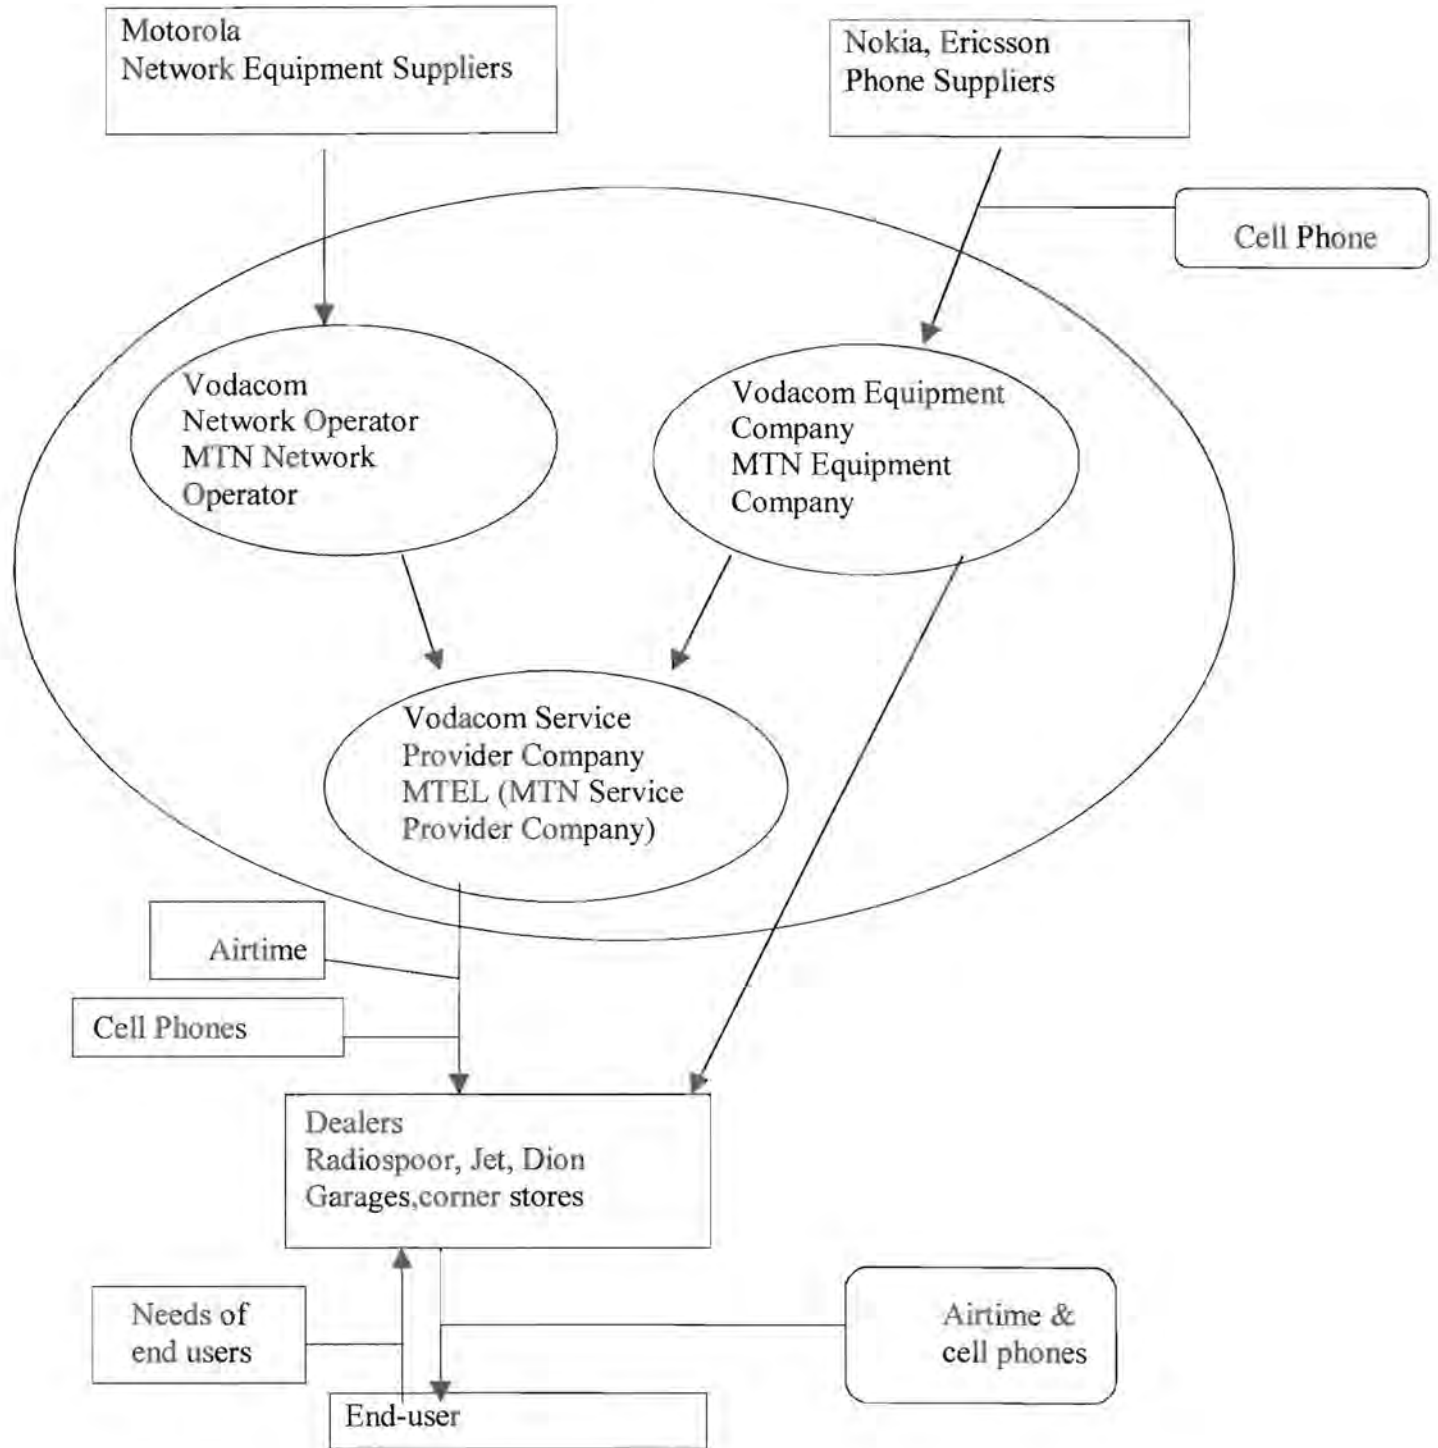 Motorola
Network Equipment Suppliers
Nokia, Ericsson
Phone Suppliers
Cell Phone
Vodacom
Network Operator
MTN Network
Operator
Vodacom Equipment
Company
MTN Equipment
Company
Vodacom Service
Provider Company
MTEL (MTN Service
Provider Company)
Airtime
Cell Phones
Dealers
Radiospoor, Jet, Dion
Garages,corner stores
Needs of
end users
Airtime &
cell phones
End-user